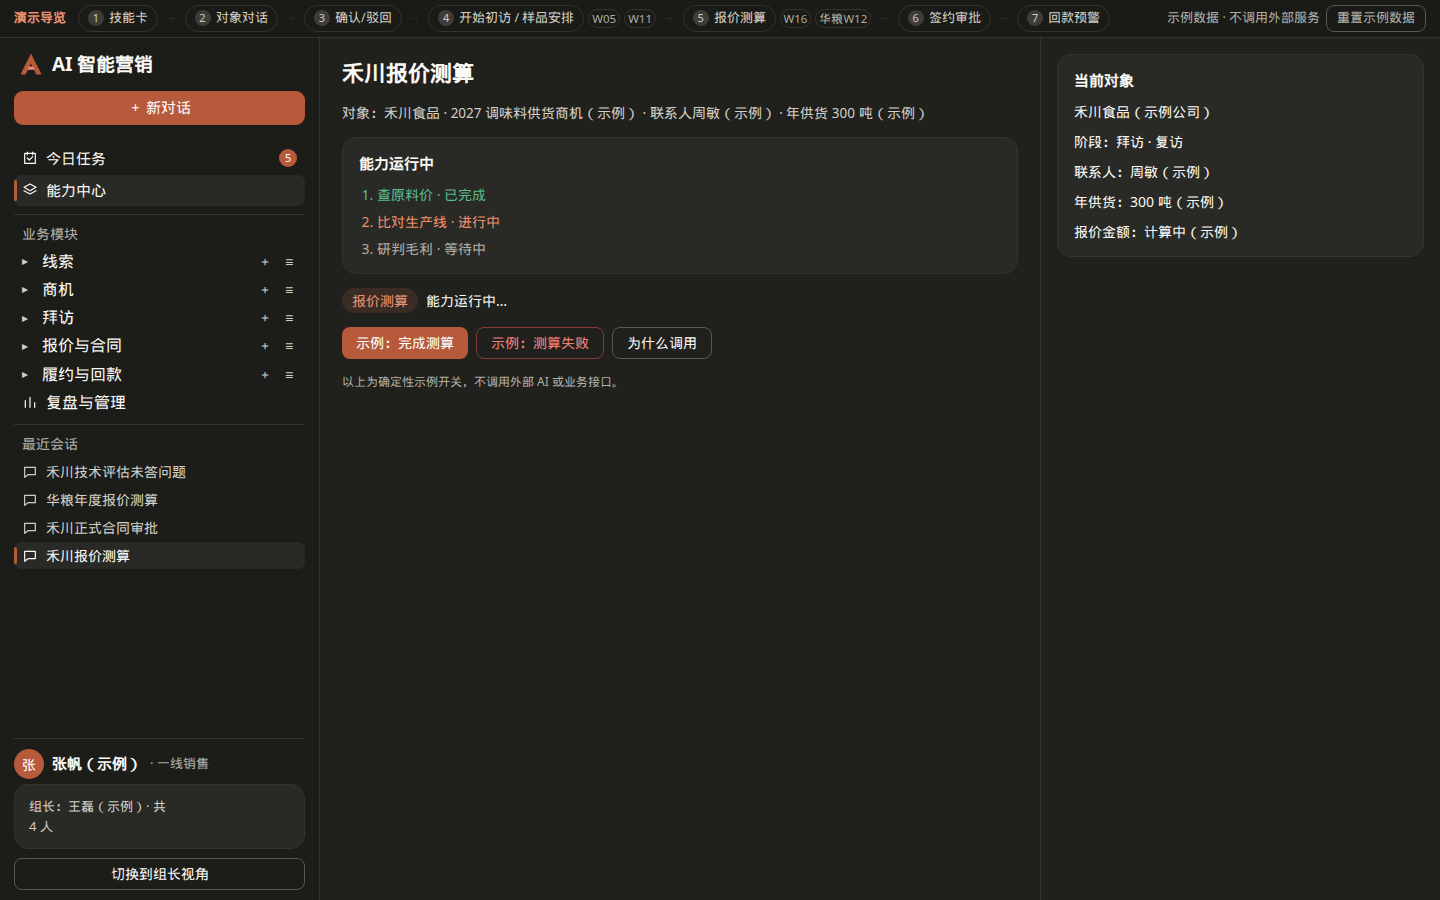 演示导览 1 技能卡 → 2 对象对话 → 3 确认/驳回 → 4 开始初访 / 样品安排 W05 W11 → 5 报价测算 W16 华粮W12 → 6 签约审批 → 7 回款预警 示例数据 · 不调用外部服务 重置示例数据
AI 智能营销
+ 新对话
今日任务 5
能力中心
业务模块
▸ 线索 + ≡
▸ 商机 + ≡
▸ 拜访 + ≡
▸ 报价与合同 + ≡
▸ 履约与回款 + ≡
复盘与管理
最近会话
禾川技术评估未答问题
华粮年度报价测算
禾川正式合同审批
禾川报价测算
张 张帆（示例） · 一线销售
组长：王磊（示例）· 共
4 人
切换到组长视角
禾川报价测算
对象：禾川食品 · 2027 调味料供货商机（示例）· 联系人周敏（示例）· 年供货 300 吨（示例）
能力运行中
1. 查原料价 · 已完成
2. 比对生产线 · 进行中
3. 研判毛利 · 等待中
报价测算 能力运行中...
示例：完成测算 示例：测算失败 为什么调用
以上为确定性示例开关，不调用外部 AI 或业务接口。
当前对象
禾川食品（示例公司）
阶段：拜访 · 复访
联系人：周敏（示例）
年供货：300 吨（示例）
报价金额：计算中（示例）